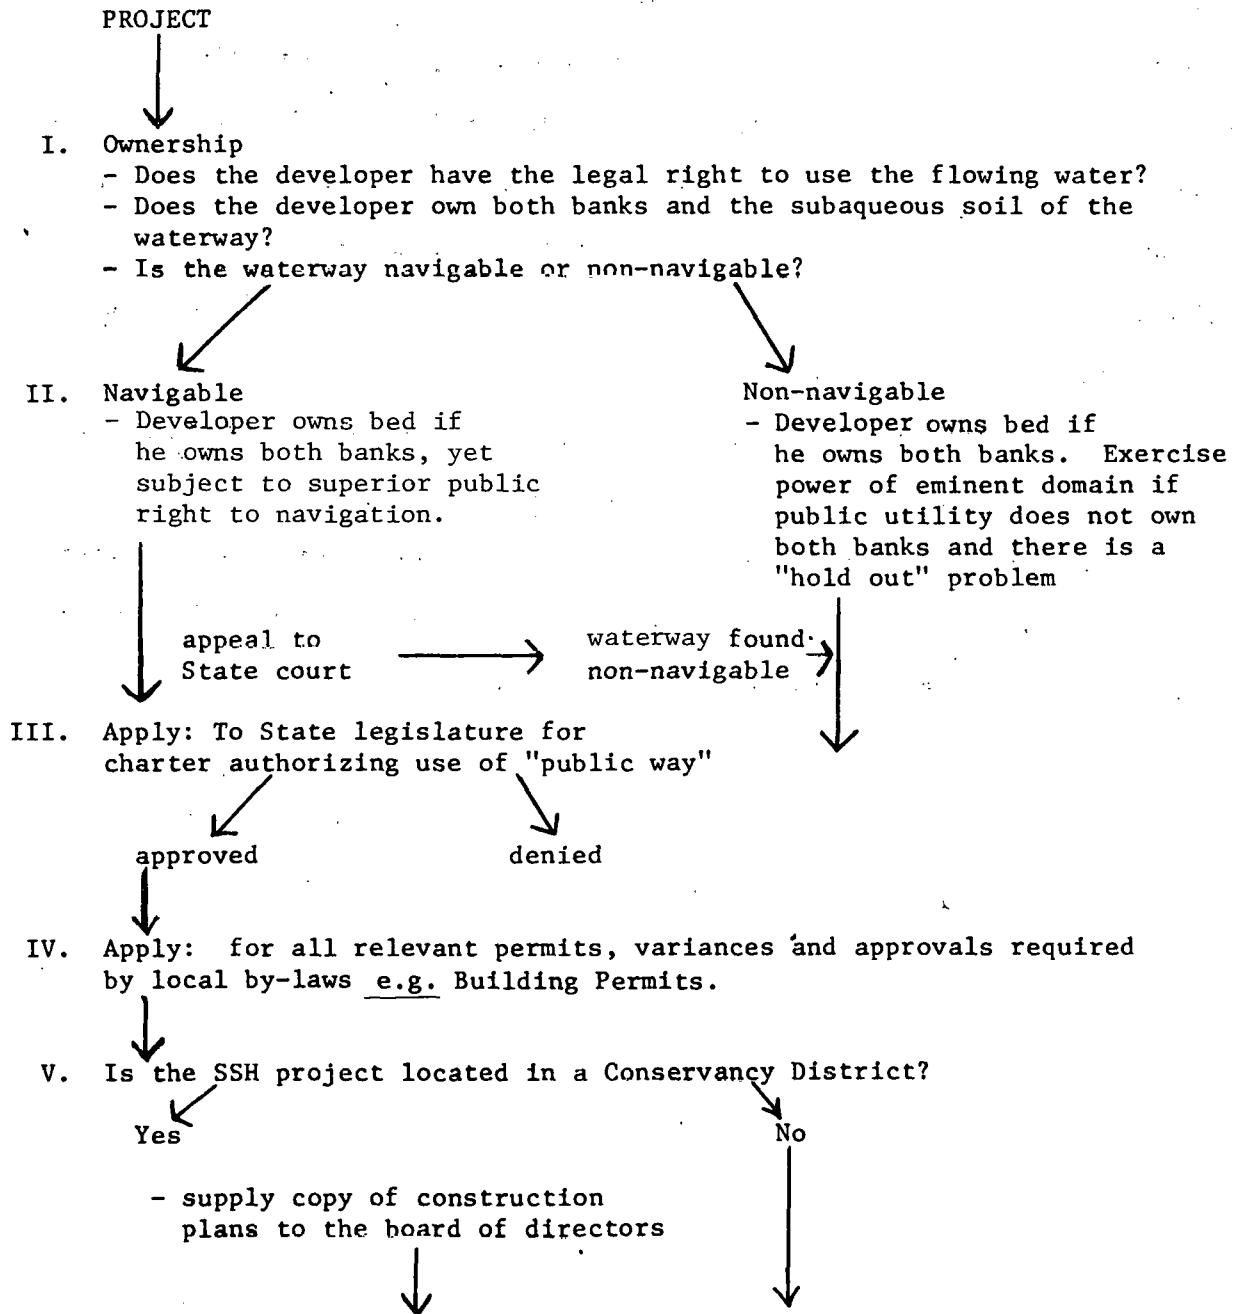 PROJECT
I. Ownership
- Does the developer have the legal right to use the flowing water?
- Does the developer own both banks and the subaqueous soil of the
waterway?
- Is the waterway navigable or non-navigable?
II. Navigable
- Developer owns bed if
he owns both banks, yet
subject to superior public
right to navigation.
Non-navigable
- Developer owns bed if
he owns both banks. Exercise
power of eminent domain if
public utility does not own
both banks and there is a
"hold out" problem
appeal to
State court
waterway found
non-navigable
III. Apply: To State legislature for
charter authorizing use of "public way"
approved
denied
IV. Apply: for all relevant permits, variances and approvals required
by local by-laws e.g. Building Permits.
V. Is the SSH project located in a Conservancy District?
Yes
No
- supply copy of construction
plans to the board of directors